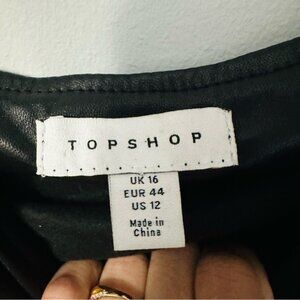 TOPSHOP
UK 16
EUR 44
US 12
Made in
China